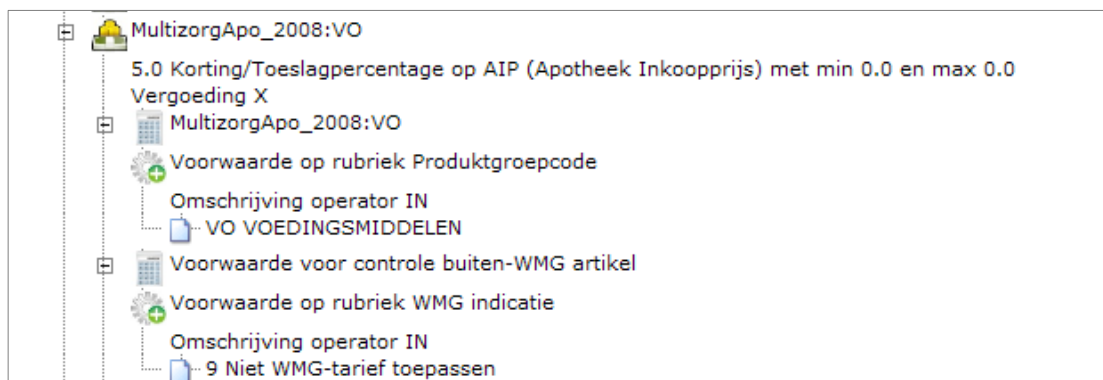 MultizorgApo_2008:VO
5.0 Korting/Toeslagpercentage op AIP (Apotheek Inkoopprijs) met min 0.0 en max 0.0
Vergoeding X
MultizorgApo_2008:VO
Voorwaarde op rubriek Produktgroepcode
Omschrijving operator IN
VO VOEDINGSMIDDELEN
Voorwaarde voor controle buiten-WMG artikel
Voorwaarde op rubriek WMG indicatie
Omschrijving operator IN
9 Niet WMG-tarief toepassen